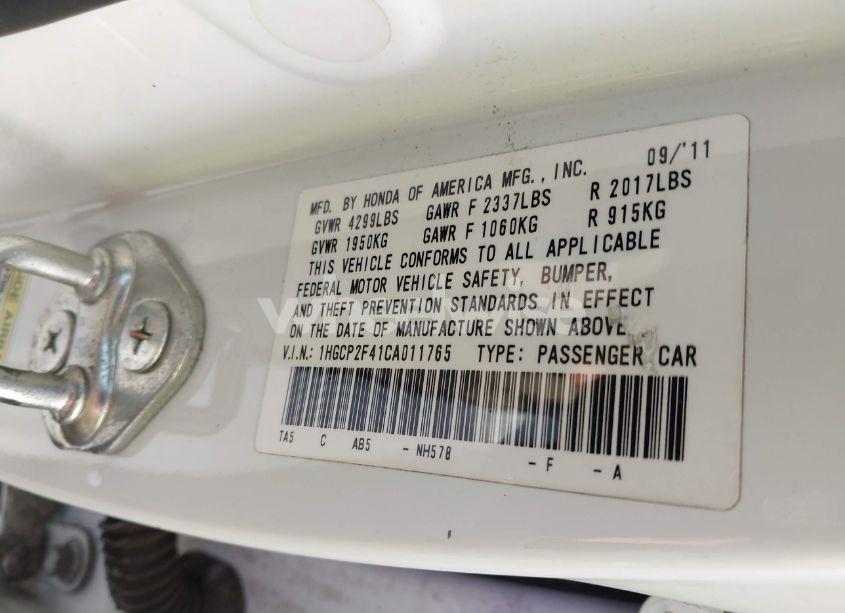 09/'11
MFD. BY HONDA OF AMERICA MFG., INC.
GVWR 4299LBS GAWR F 2337LBS R 2017LBS
GVWR 1950KG GAWR F 1060KG R 915KG
THIS VEHICLE CONFORMS TO ALL APPLICABLE
FEDERAL MOTOR VEHICLE SAFETY, BUMPER,
AND THEFT PREVENTION STANDARDS IN EFFECT
ON THE DATE OF MANUFACTURE SHOWN ABOVE.
V.I.N.: 1HGCP2F41CA011765 TYPE: PASSENGER CAR
TA5 C AB5 - NH578 - F - A